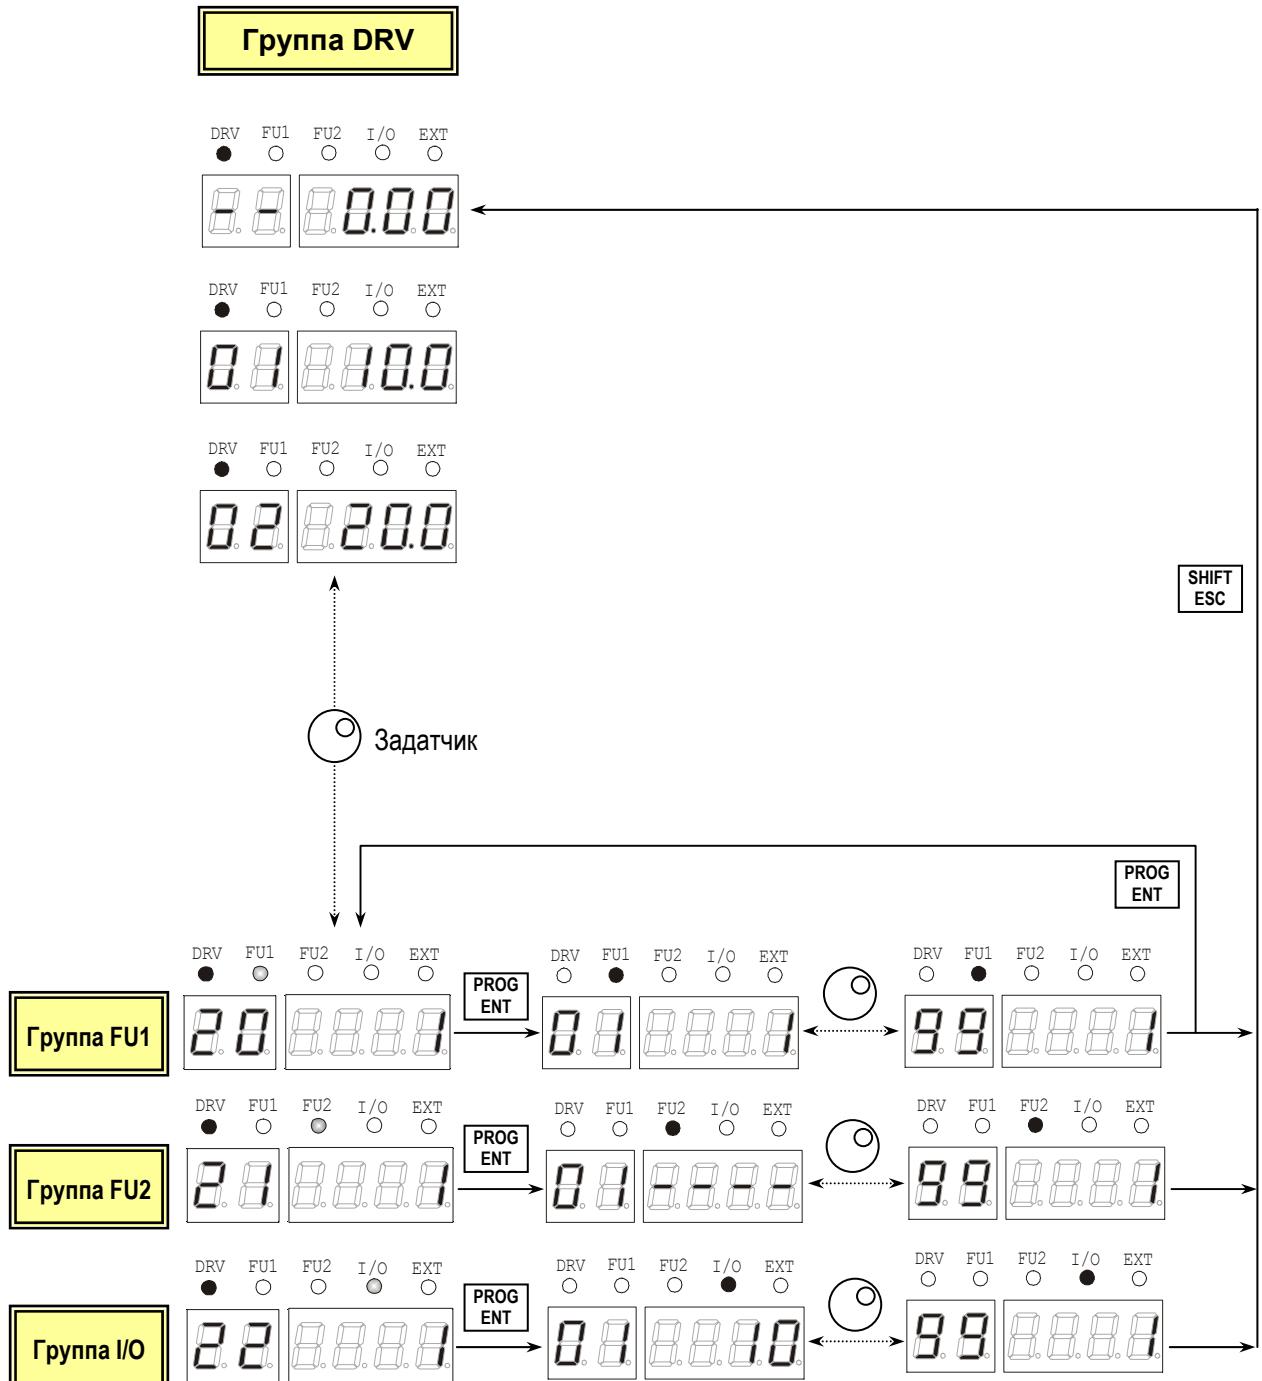 Группа DRV
DRV FU1 FU2 I/O EXT
-- 0.00
DRV FU1 FU2 I/O EXT
01 10.0
DRV FU1 FU2 I/O EXT
02 20.0
SHIFT
ESC
Задатчик
PROG
ENT
DRV FU1 FU2 I/O EXT DRV FU1 FU2 I/O EXT DRV FU1 FU2 I/O EXT
Группа FU1 20 1 PROG ENT 01 1 99 1
DRV FU1 FU2 I/O EXT DRV FU1 FU2 I/O EXT DRV FU1 FU2 I/O EXT
Группа FU2 21 1 PROG ENT 01 ---- 99 1
DRV FU1 FU2 I/O EXT DRV FU1 FU2 I/O EXT DRV FU1 FU2 I/O EXT
Группа I/O 22 1 PROG ENT 01 10 99 1